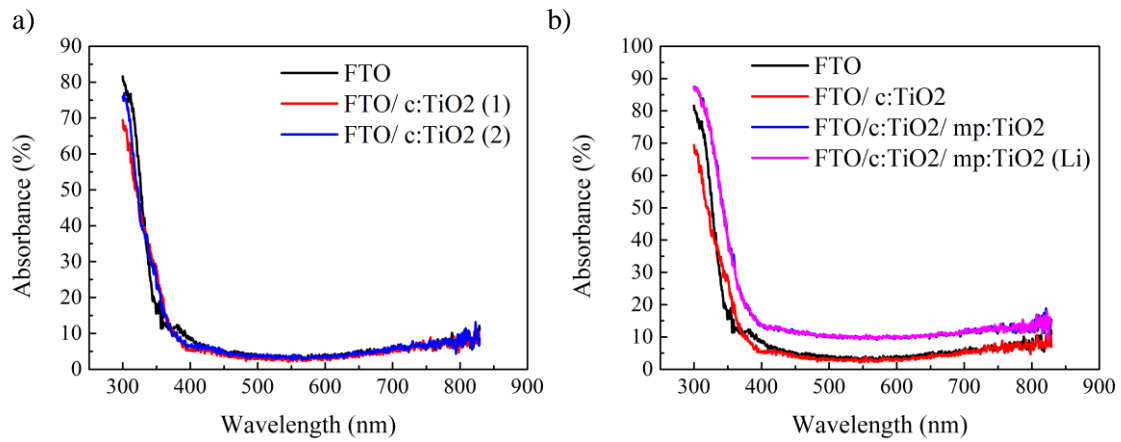 a)
90
80
70
60
50
40
30
20
10
0
Absorbance (%)
FTO
FTO/ c:TiO2 (1)
FTO/ c:TiO2 (2)
300 400 500 600 700 800 900
Wavelength (nm)
b)
100
90
80
70
60
50
40
30
20
10
0
Absorbance (%)
FTO
FTO/ c:TiO2
FTO/c:TiO2/ mp:TiO2
FTO/c:TiO2/ mp:TiO2 (Li)
300 400 500 600 700 800 900
Wavelength (nm)